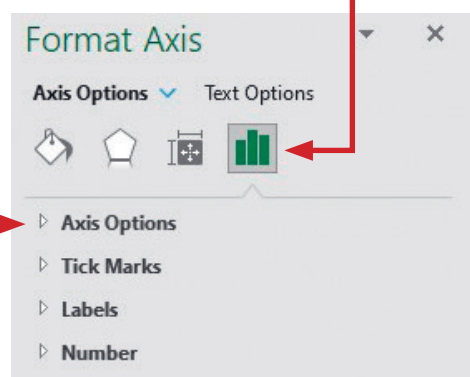 Format Axis
Axis Options Text Options
Axis Options
Tick Marks
Labels
Number